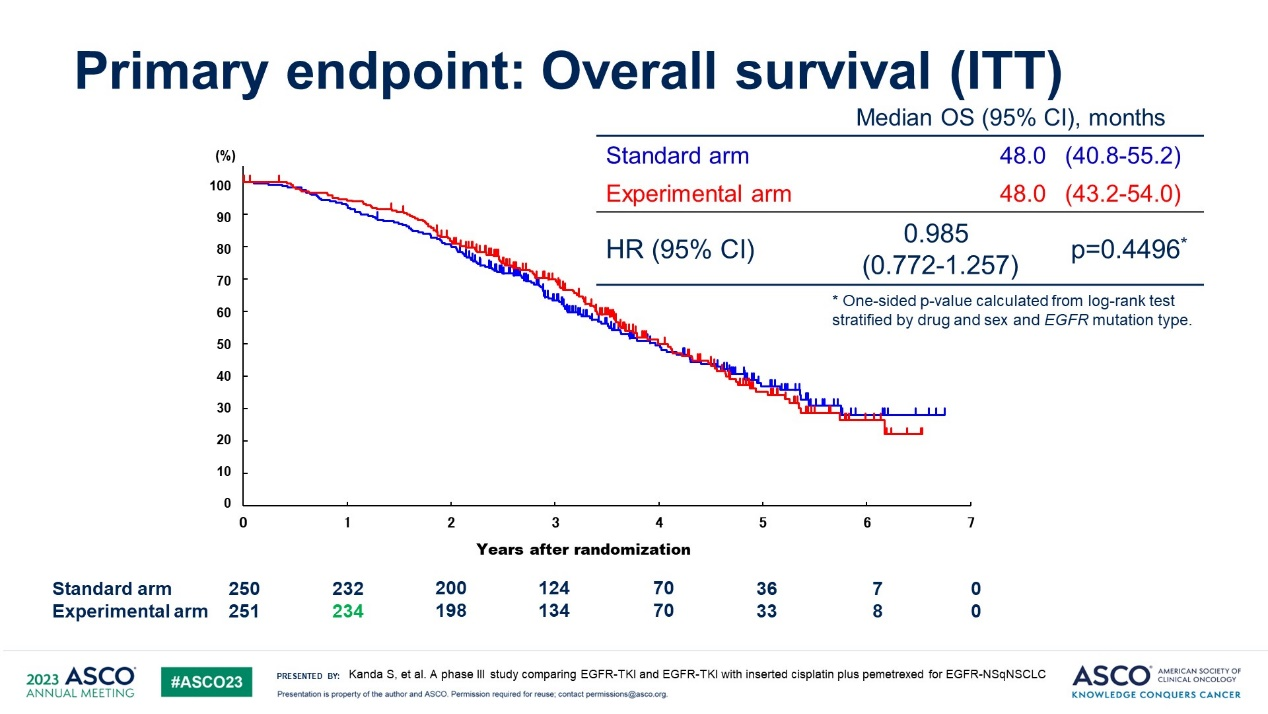 Primary endpoint: Overall survival (ITT)
Median OS (95% CI), months
Standard arm 48.0 (40.8-55.2)
Experimental arm 48.0 (43.2-54.0)
HR (95% CI) 0.985 (0.772-1.257) p=0.4496*
* One-sided p-value calculated from log-rank test
stratified by drug and sex and EGFR mutation type.
(%)
100
90
80
70
60
50
40
30
20
10
0
0 1 2 3 4 5 6 7
Years after randomization
Standard arm 250 232 200 124 70 36 7 0
Experimental arm 251 234 198 134 70 33 8 0
2023 ASCO
ANNUAL MEETING
#ASCO23
PRESENTED BY: Kanda S, et al. A phase III study comparing EGFR-TKI and EGFR-TKI with inserted cisplatin plus pemetrexed for EGFR-NSqNSCLC
Presentation is property of the author and ASCO. Permission required for reuse; contact permissions@asco.org.
ASCO AMERICAN SOCIETY OF
CLINICAL ONCOLOGY
KNOWLEDGE CONQUERS CANCER